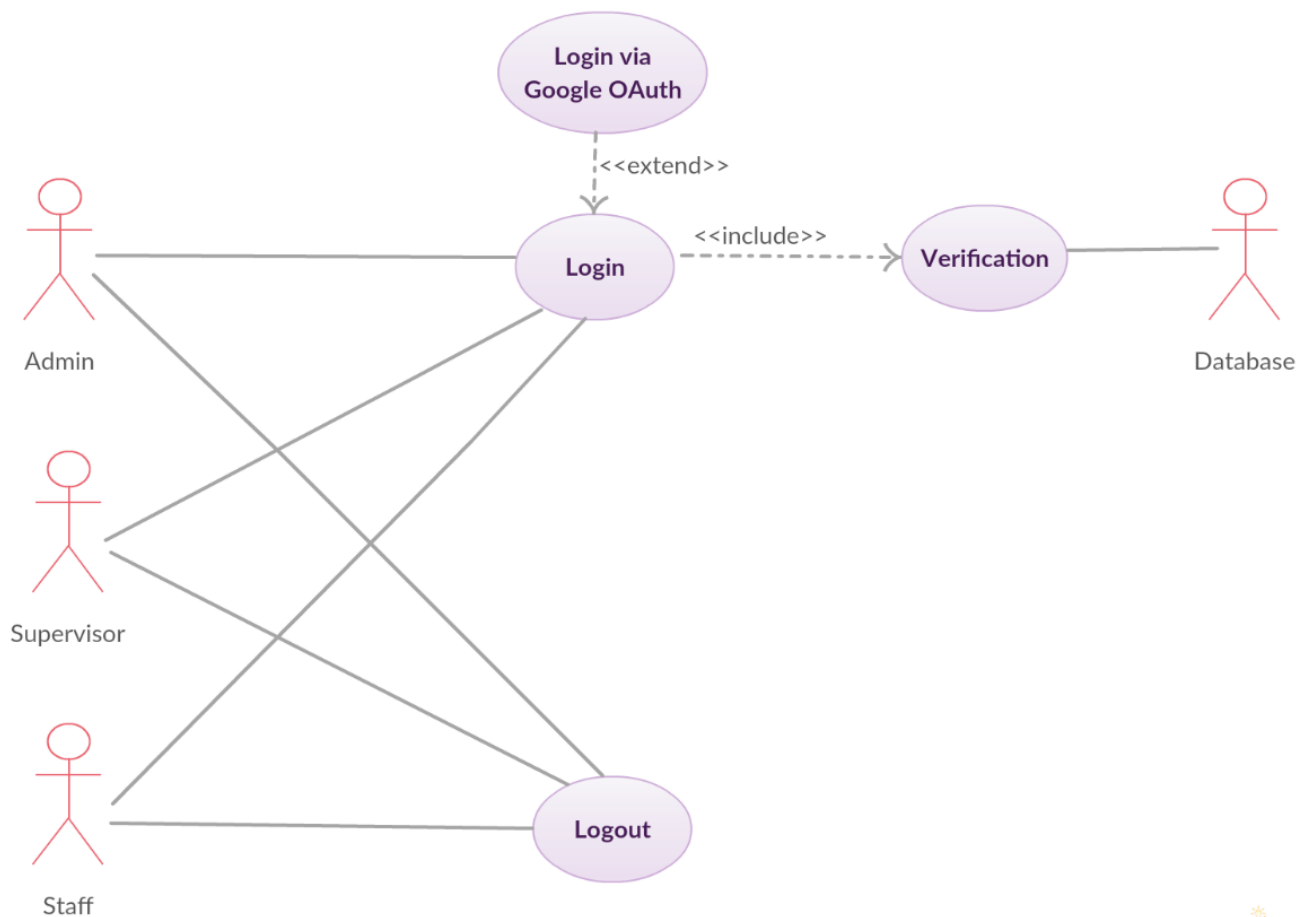 Login via
Google OAuth
<<extend>>
<<include>>
Login
Verification
Admin
Database
Supervisor
Logout
Staff